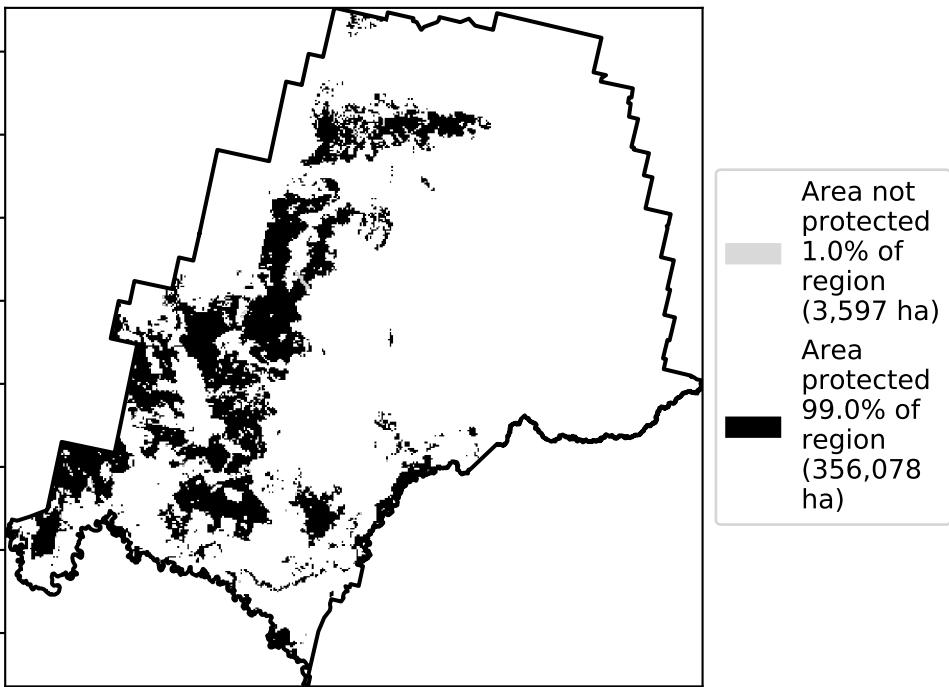 Area not
protected
1.0% of
region
(3,597 ha)
Area
protected
99.0% of
region
(356,078
ha)